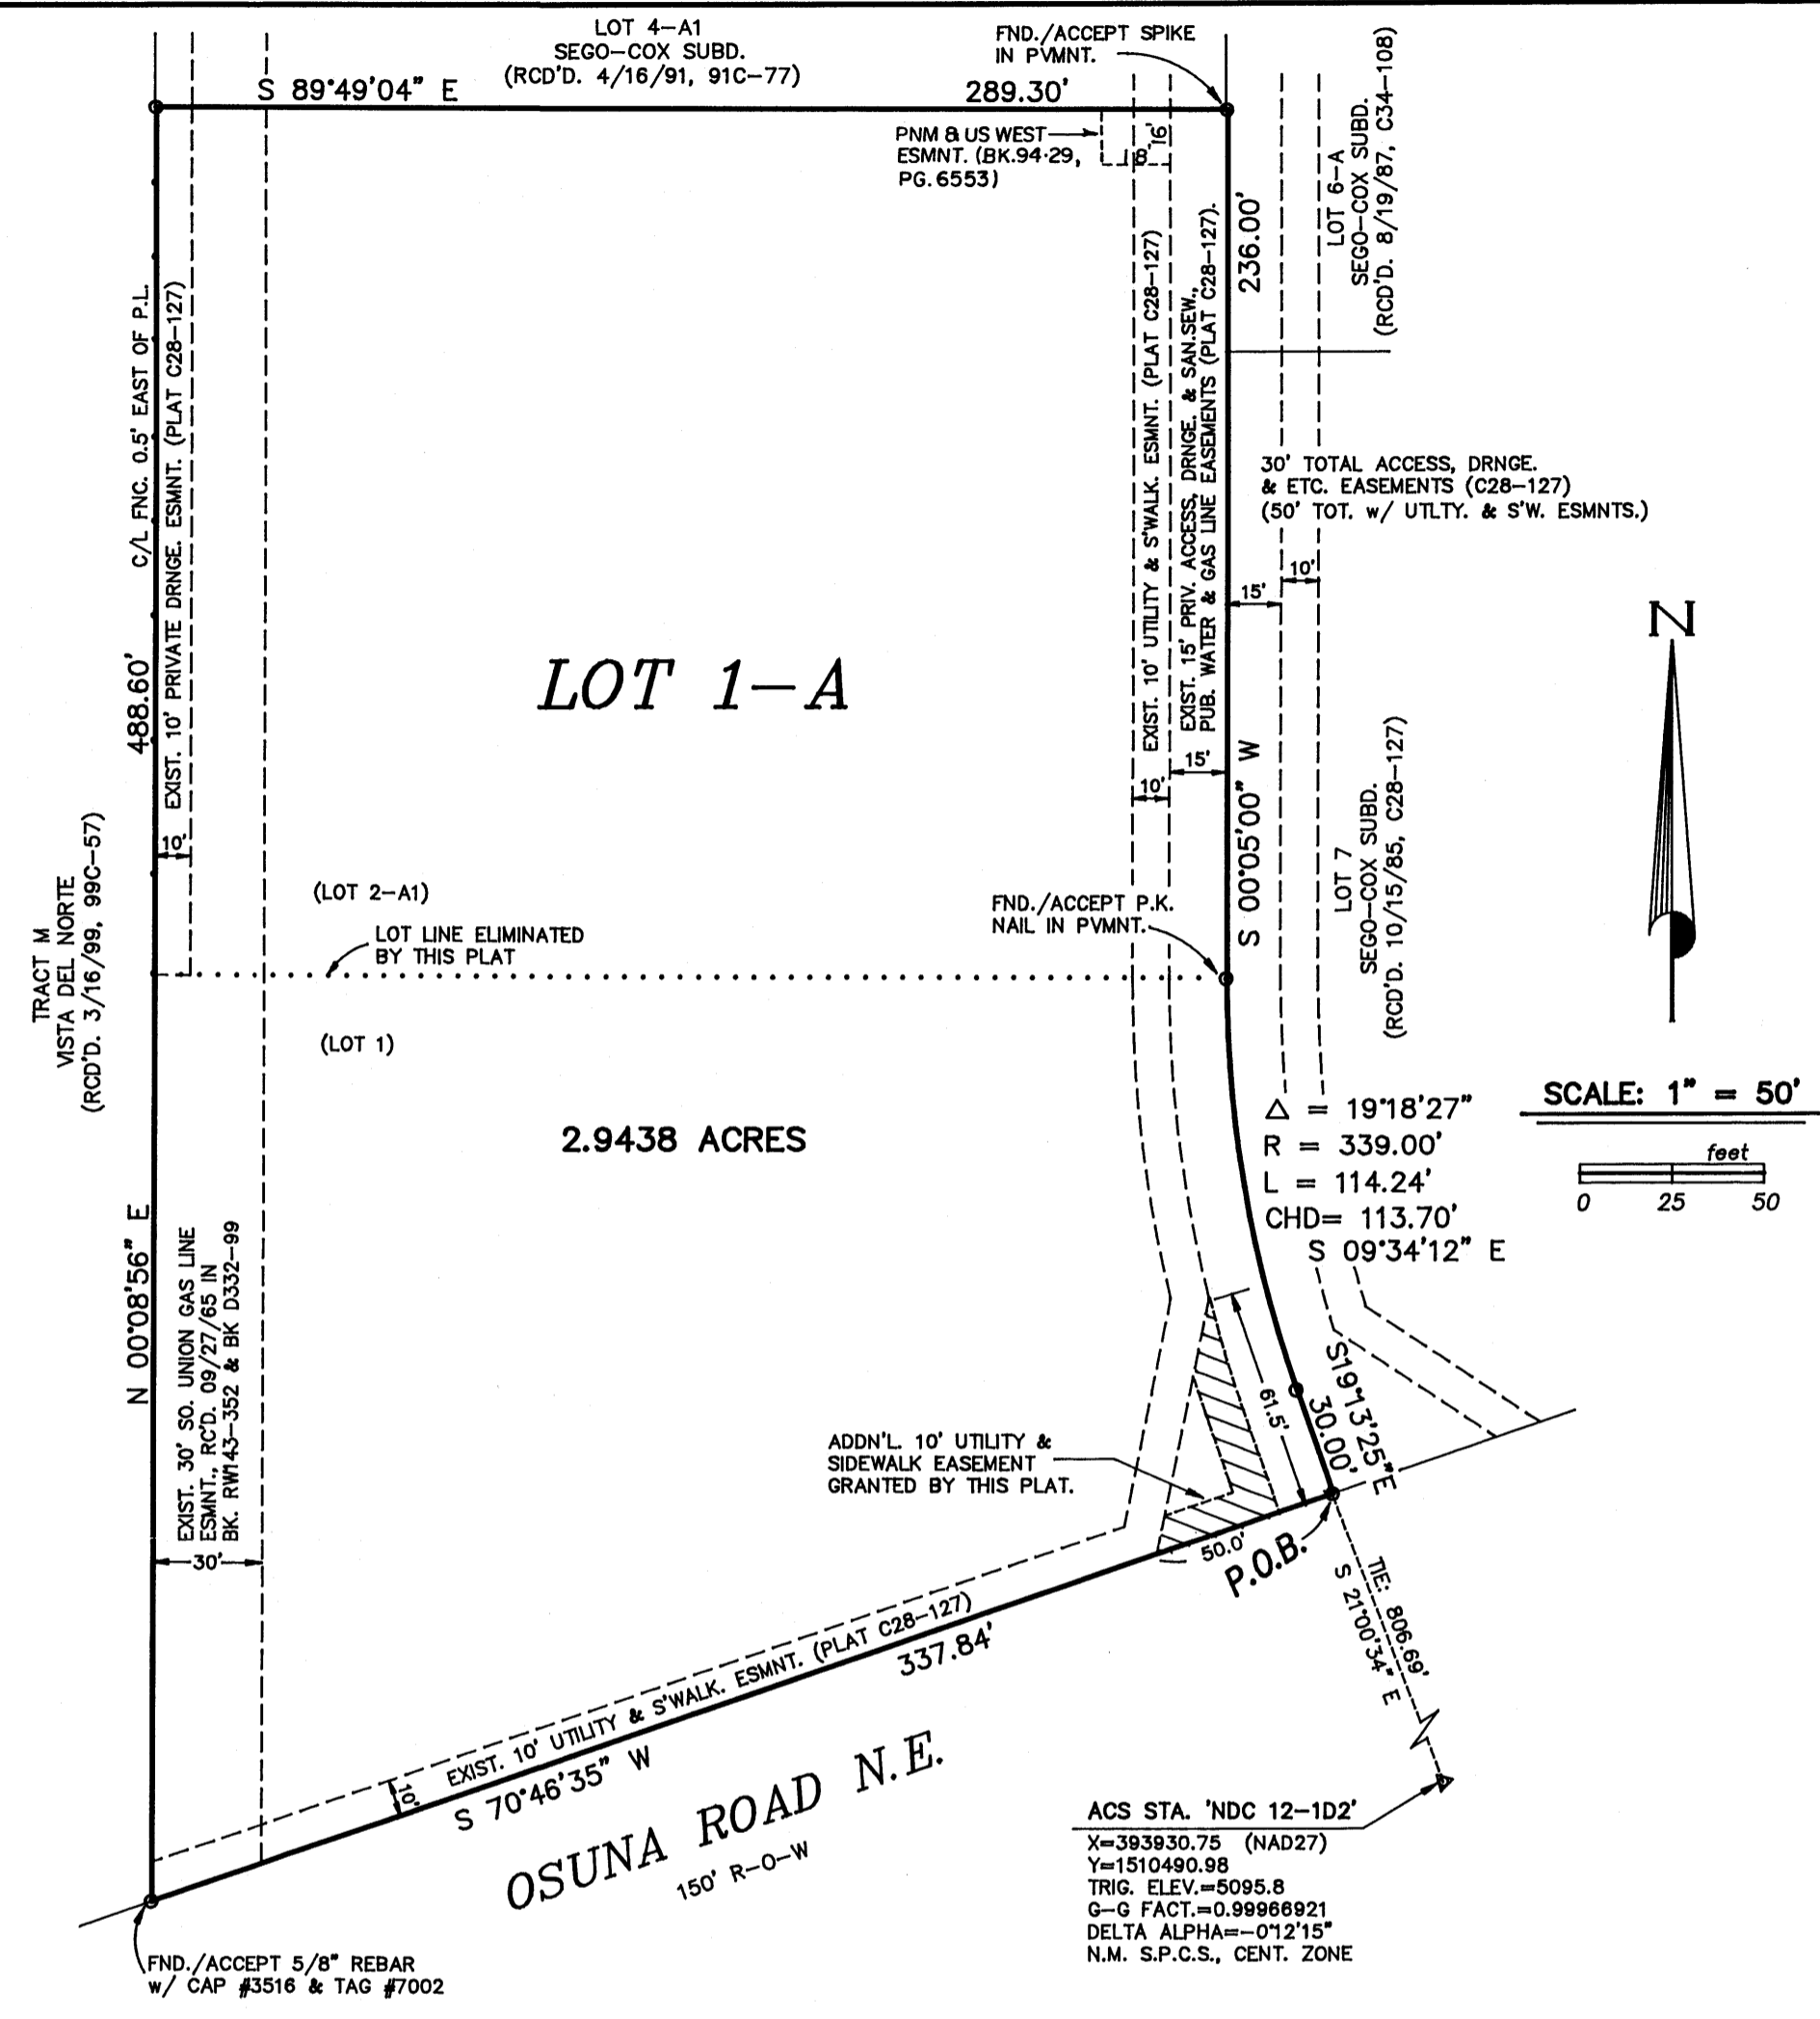 LOT 4-A1
SEGO-COX SUBD.
(RCD'D. 4/16/91, 91C-77)
FND./ACCEPT SPIKE
IN PVMNT.
S 89°49'04" E
289.30'
PNM & US WEST
ESMNT. (BK.94-29,
PG.6553)
8'
16'
LOT 6-A
SEGO-COX SUBD.
(RCD'D. 8/19/87, C34-108)
236.00'
C/L FNC. 0.5' EAST OF P.L.
EXIST. 10' PRIVATE DRNGE. ESMNT. (PLAT C28-127)
488.60'
10'
EXIST. 10' UTILITY & S'WALK. ESMNT. (PLAT C28-127)
EXIST. 15' PRIV. ACCESS, DRNGE. & SAN.SEW.,
PUB. WATER & GAS LINE EASEMENTS (PLAT C28-127).
30' TOTAL ACCESS, DRNGE.
& ETC. EASEMENTS (C28-127)
(50' TOT. w/ UTLTY. & S'W. ESMNTS.)
10'
15'
15'
10'
N
LOT 1-A
S 00°05'00" W
LOT 7
SEGO-COX SUBD.
(RCD'D. 10/15/85, C28-127)
TRACT M
VISTA DEL NORTE
(RCD'D. 3/16/99, 99C-57)
(LOT 2-A1)
LOT LINE ELIMINATED
BY THIS PLAT
FND./ACCEPT P.K.
NAIL IN PVMNT.
(LOT 1)
2.9438 ACRES
SCALE: 1" = 50'
feet
0 25 50
Δ = 19°18'27"
R = 339.00'
L = 114.24'
CHD= 113.70'
S 09°34'12" E
N 00°08'56" E
EXIST. 30' SO. UNION GAS LINE
ESMNT., RC'D. 09/27/65 IN
BK. RW143-352 & BK D332-99
30'
S19°13'25"E
30.00'
61.5'
ADDN'L. 10' UTILITY &
SIDEWALK EASEMENT
GRANTED BY THIS PLAT.
50.0'
P.O.B.
TIE: 806.69'
S 21°00'34" E
EXIST. 10' UTILITY & S'WALK. ESMNT. (PLAT C28-127)
337.84'
10'
S 70°46'35" W
OSUNA ROAD N.E.
150' R-O-W
ACS STA. 'NDC 12-1D2'
X=393930.75 (NAD27)
Y=1510490.98
TRIG. ELEV.=5095.8
G-G FACT.=0.99966921
DELTA ALPHA=-0°12'15"
N.M. S.P.C.S., CENT. ZONE
FND./ACCEPT 5/8" REBAR
w/ CAP #3516 & TAG #7002